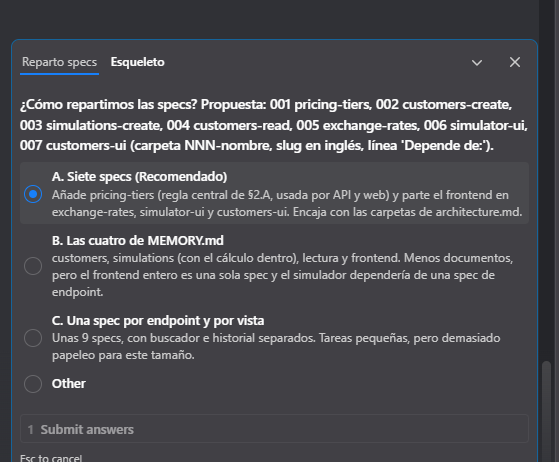 Reparto specs Esqueleto
¿Cómo repartimos las specs? Propuesta: 001 pricing-tiers, 002 customers-create,
003 simulations-create, 004 customers-read, 005 exchange-rates, 006 simulator-ui,
007 customers-ui (carpeta NNN-nombre, slug en inglés, línea 'Depende de:').
A. Siete specs (Recomendado)
Añade pricing-tiers (regla central de §2.A, usada por API y web) y parte el frontend en
exchange-rates, simulator-ui y customers-ui. Encaja con las carpetas de architecture.md.
B. Las cuatro de MEMORY.md
customers, simulations (con el cálculo dentro), lectura y frontend. Menos documentos,
pero el frontend entero es una sola spec y el simulador dependería de una spec de
endpoint.
C. Una spec por endpoint y por vista
Unas 9 specs, con buscador e historial separados. Tareas pequeñas, pero demasiado
papeleo para este tamaño.
Other
1 Submit answers
Esc to cancel